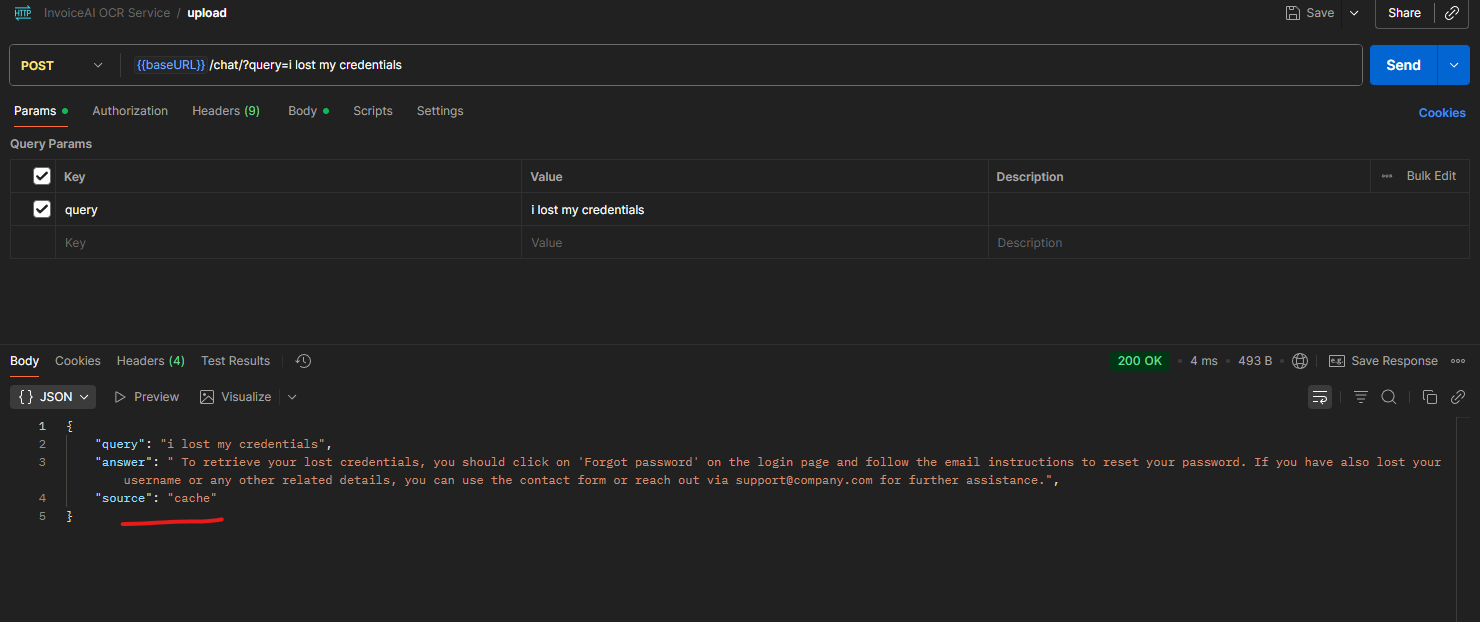 HTTP InvoiceAI OCR Service / upload Save Share
POST {{baseURL}} /chat/?query=i lost my credentials Send
Params Authorization Headers (9) Body Scripts Settings Cookies
Query Params
Key Value Description Bulk Edit
query i lost my credentials
Key Value Description
Body Cookies Headers (4) Test Results 200 OK 4 ms 493 B e.g. Save Response
{} JSON Preview Visualize
1 {
2 "query": "i lost my credentials",
3 "answer": " To retrieve your lost credentials, you should click on 'Forgot password' on the login page and follow the email instructions to reset your password. If you have also lost your
username or any other related details, you can use the contact form or reach out via support@company.com for further assistance.",
4 "source": "cache"
5 }